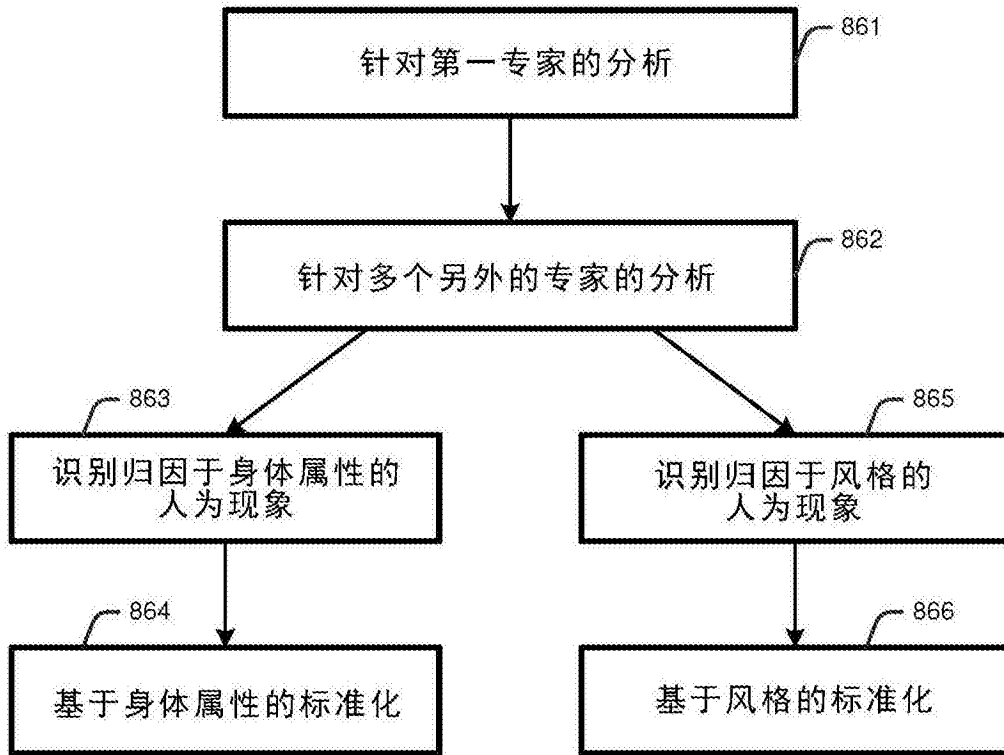 861
针对第一专家的分析
862
针对多个另外的专家的分析
863
识别归因于身体属性的
人为现象
865
识别归因于风格的
人为现象
864
基于身体属性的标准化
866
基于风格的标准化